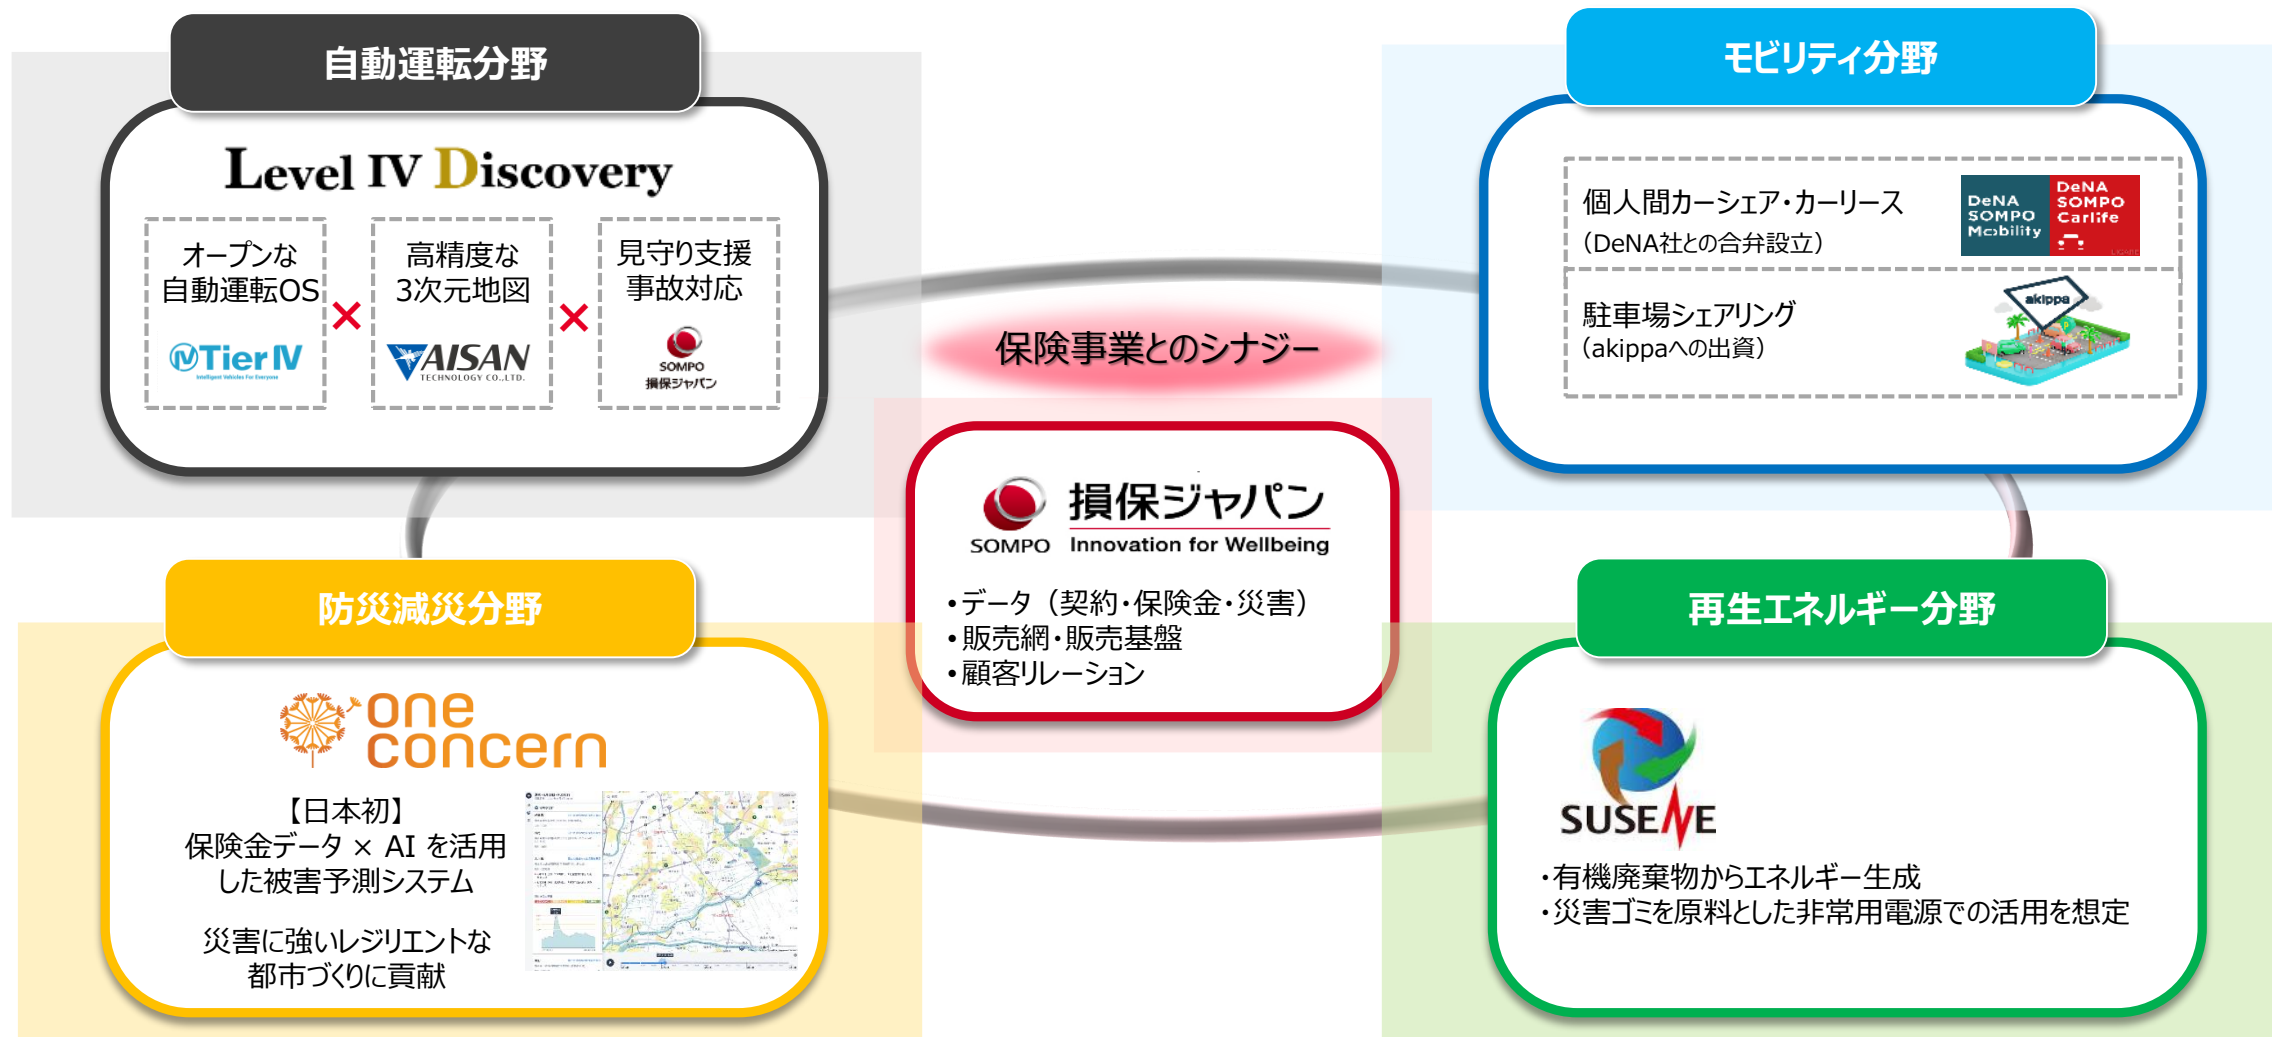 自動運転分野
Level IV Discovery
オープンな
自動運転OS
Tier IV
Intelligent Vehicles For Everyone
×
高精度な
3次元地図
AISAN
TECHNOLOGY CO.,LTD.
×
見守り支援
事故対応
SOMPO
損保ジャパン
モビリティ分野
個人間カーシェア・カーリース
（DeNA社との合弁設立）
DeNA
SOMPO
Mobility
DeNA
SOMPO
Carlife
駐車場シェアリング
（akippaへの出資）
akippa
保険事業とのシナジー
損保ジャパン
SOMPO
Innovation for Wellbeing
•データ（契約・保険金・災害）
•販売網・販売基盤
•顧客リレーション
防災減災分野
one
concern
【日本初】
保険金データ × AI を活用
した被害予測システム
災害に強いレジリエントな
都市づくりに貢献
再生エネルギー分野
SUSENE
・有機廃棄物からエネルギー生成
・災害ゴミを原料とした非常用電源での活用を想定